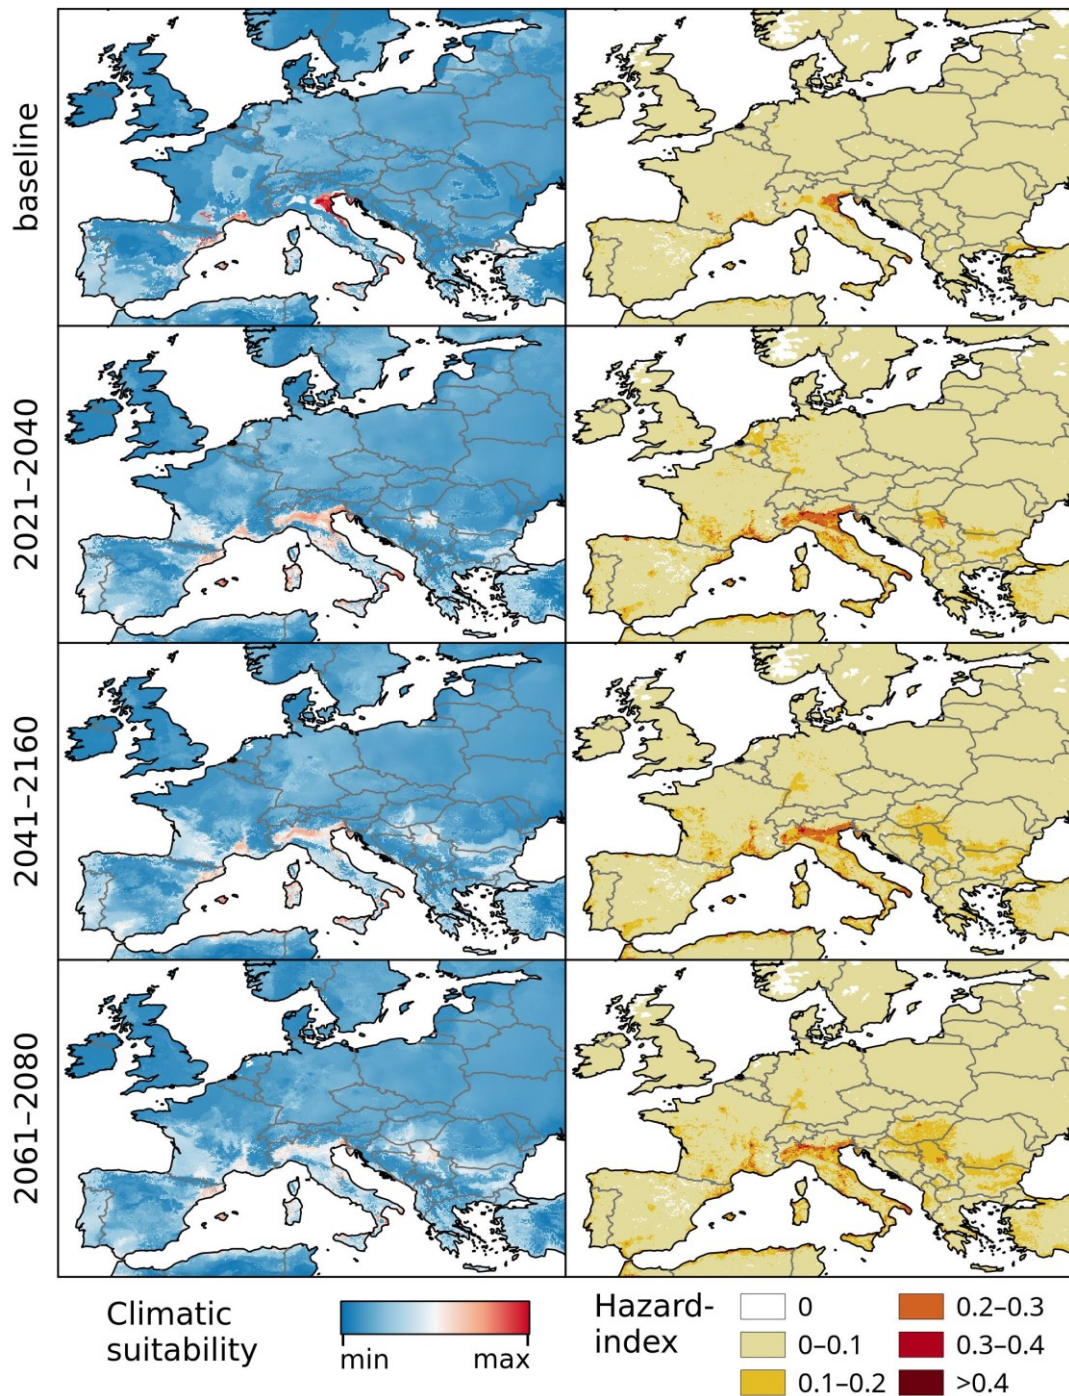 baseline
2021–2040
2041–2160
2061–2080
Climatic
suitability
min
max
Hazard-
index
0
0–0.1
0.1–0.2
0.2–0.3
0.3–0.4
>0.4